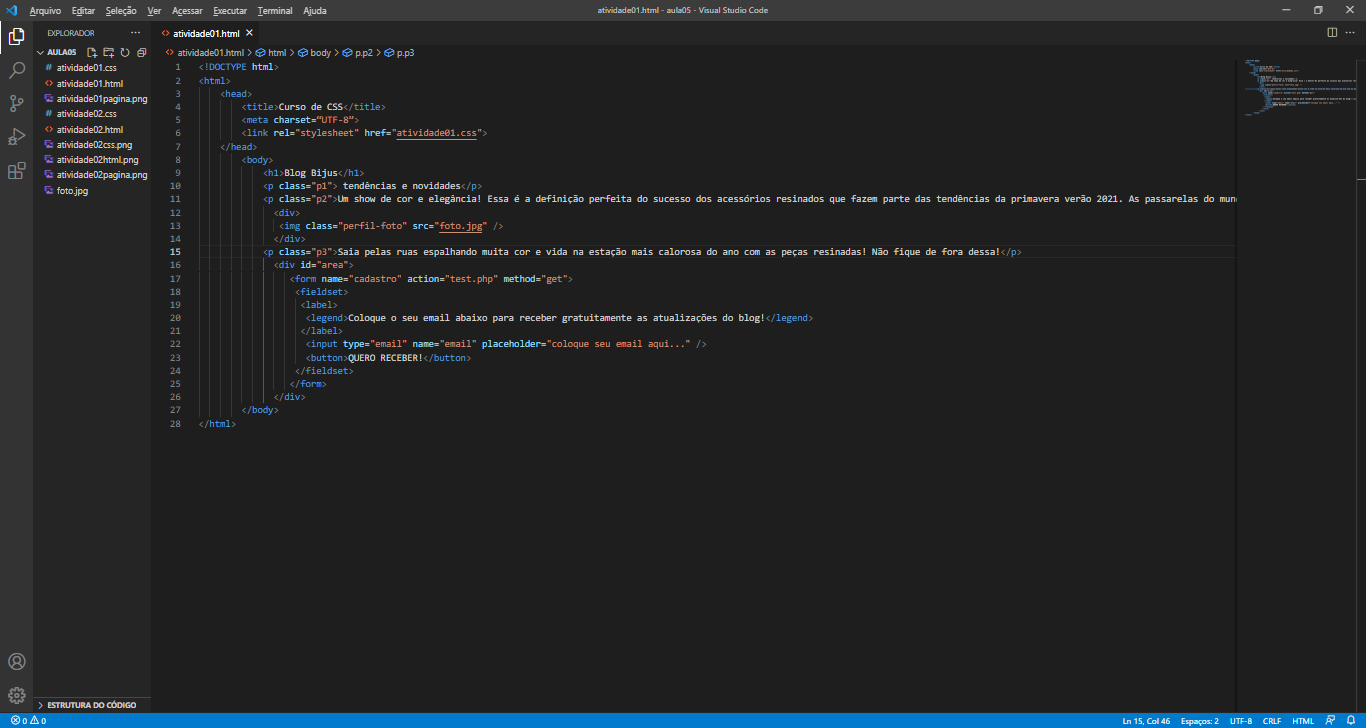 Arquivo Editar Seleção Ver Acessar Executar Terminal Ajuda
atividade01.html - aula05 - Visual Studio Code
EXPLORADOR
AULA05
atividade01.css
atividade01.html
atividade01pagina.png
atividade02.css
atividade02.html
atividade02css.png
atividade02html.png
atividade02pagina.png
foto.jpg
ESTRUTURA DO CÓDIGO
atividade01.html
atividade01.html > html > body > p.p2 > p.p3
1 <!DOCTYPE html>
2 <html>
3 <head>
4 <title>Curso de CSS</title>
5 <meta charset=“UTF-8”>
6 <link rel="stylesheet" href="atividade01.css">
7 </head>
8 <body>
9 <h1>Blog Bijus</h1>
10 <p class="p1"> tendências e novidades</p>
11 <p class="p2">Um show de cor e elegância! Essa é a definição perfeita do sucesso dos acessórios resinados que fazem parte das tendências da primavera verão 2021. As passarelas do mun
12 <div>
13 <img class="perfil-foto" src="foto.jpg" />
14 </div>
15 <p class="p3">Saia pelas ruas espalhando muita cor e vida na estação mais calorosa do ano com as peças resinadas! Não fique de fora dessa!</p>
16 <div id="area">
17 <form name="cadastro" action="test.php" method="get">
18 <fieldset>
19 <label>
20 <legend>Coloque o seu email abaixo para receber gratuitamente as atualizações do blog!</legend>
21 </label>
22 <input type="email" name="email" placeholder="coloque seu email aqui..." />
23 <button>QUERO RECEBER!</button>
24 </fieldset>
25 </form>
26 </div>
27 </body>
28 </html>
0 0
Ln 15, Col 46 Espaços: 2 UTF-8 CRLF HTML